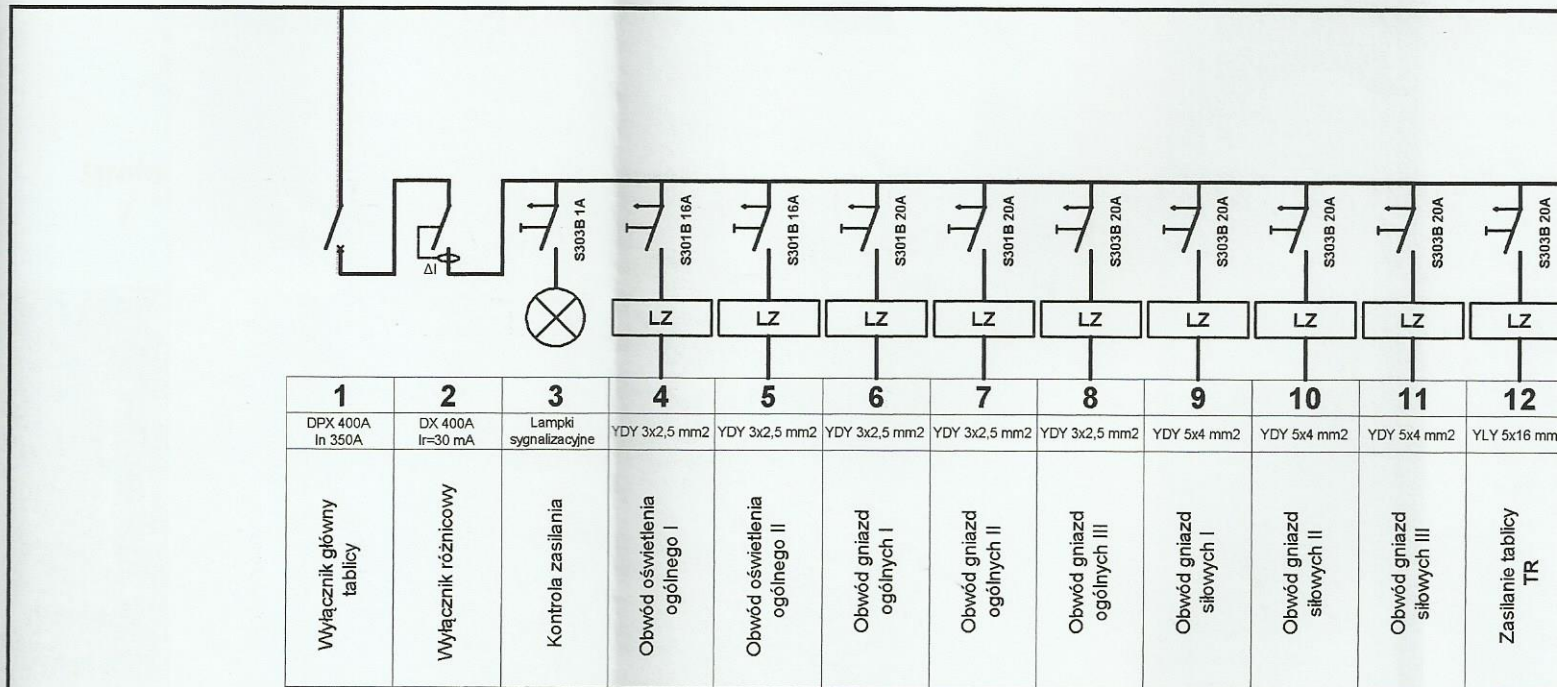 S303B 1A
S301B 16A
S301B 16A
S301B 20A
S301B 20A
S303B 20A
S303B 20A
S303B 20A
S303B 20A
S303B 20A
ΔI
LZ
LZ
LZ
LZ
LZ
LZ
LZ
LZ
LZ
1
2
3
4
5
6
7
8
9
10
11
12
DPX 400A
In 350A
DX 400A
Ir=30 mA
Lampki
sygnalizacyjne
YDY 3x2,5 mm2
YDY 3x2,5 mm2
YDY 3x2,5 mm2
YDY 3x2,5 mm2
YDY 3x2,5 mm2
YDY 5x4 mm2
YDY 5x4 mm2
YDY 5x4 mm2
YLY 5x16 mm
Wyłącznik główny
tablicy
Wyłącznik różnicowy
Kontrola zasilania
Obwód oświetlenia
ogólnego I
Obwód oświetlenia
ogólnego II
Obwód gniazd
ogólnych I
Obwód gniazd
ogólnych II
Obwód gniazd
ogólnych III
Obwód gniazd
siłowych I
Obwód gniazd
siłowych II
Obwód gniazd
siłowych III
Zasilanie tablicy
TR